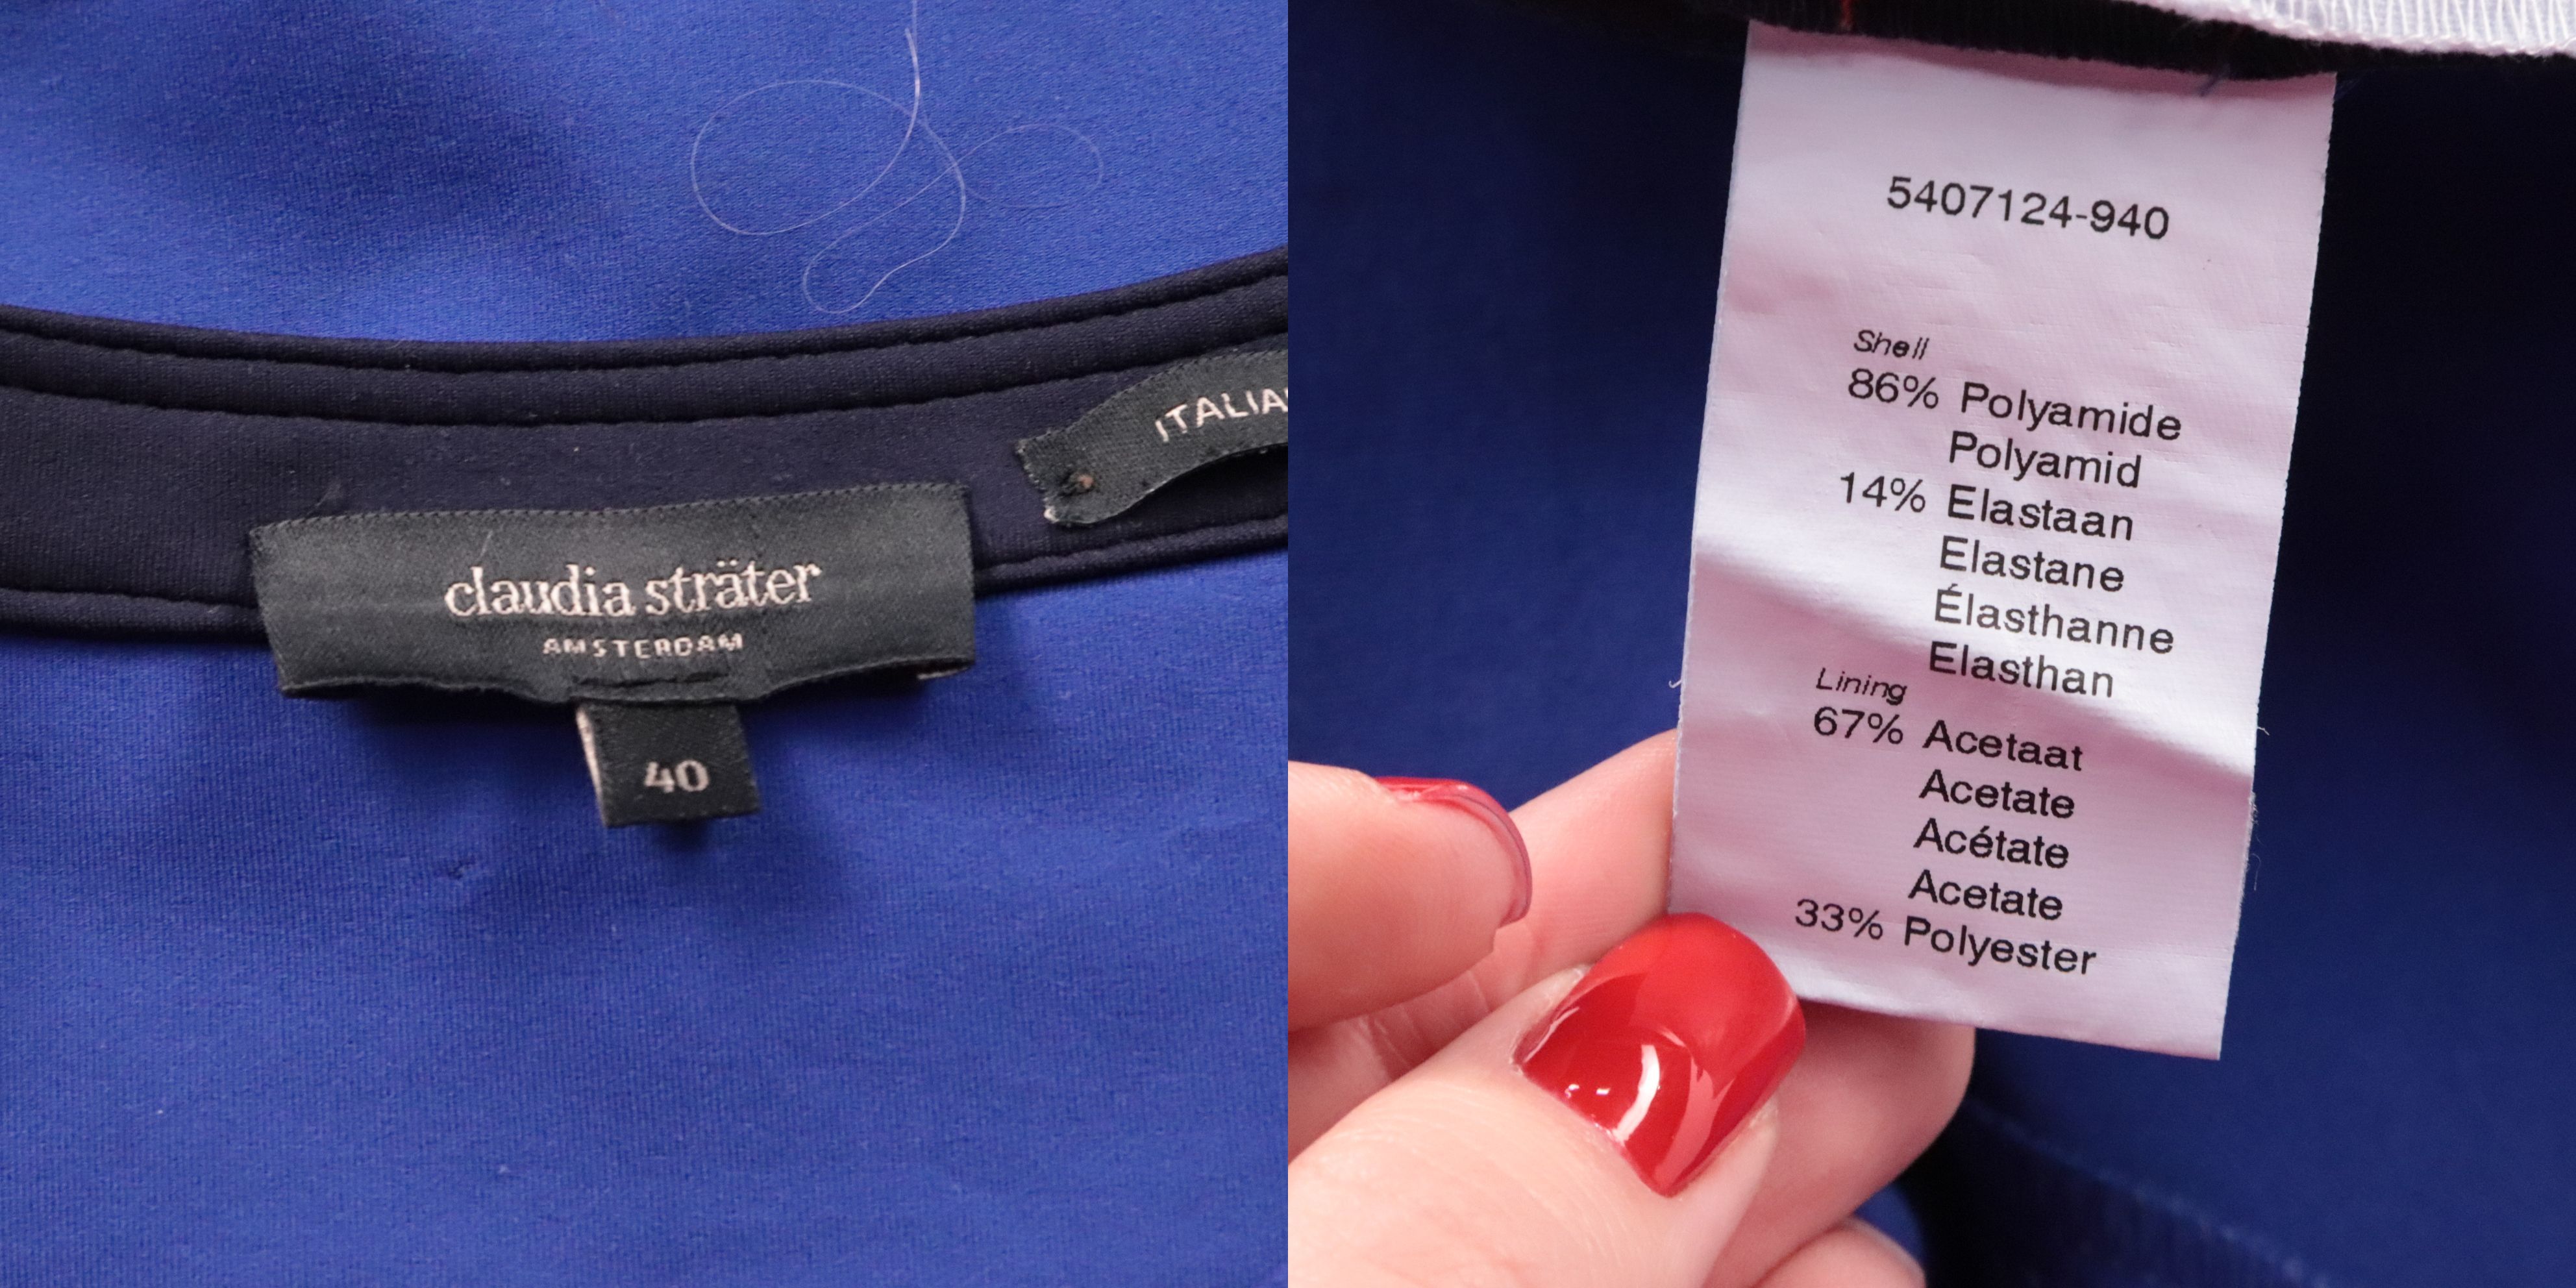 ITALIA
claudia sträter
AMSTERDAM
40
5407124-940
Shell
86% Polyamide
Polyamid
14% Elastaan
Elastane
Élasthanne
Elasthan
Lining
67% Acetaat
Acetate
Acétate
Acetate
33% Polyester